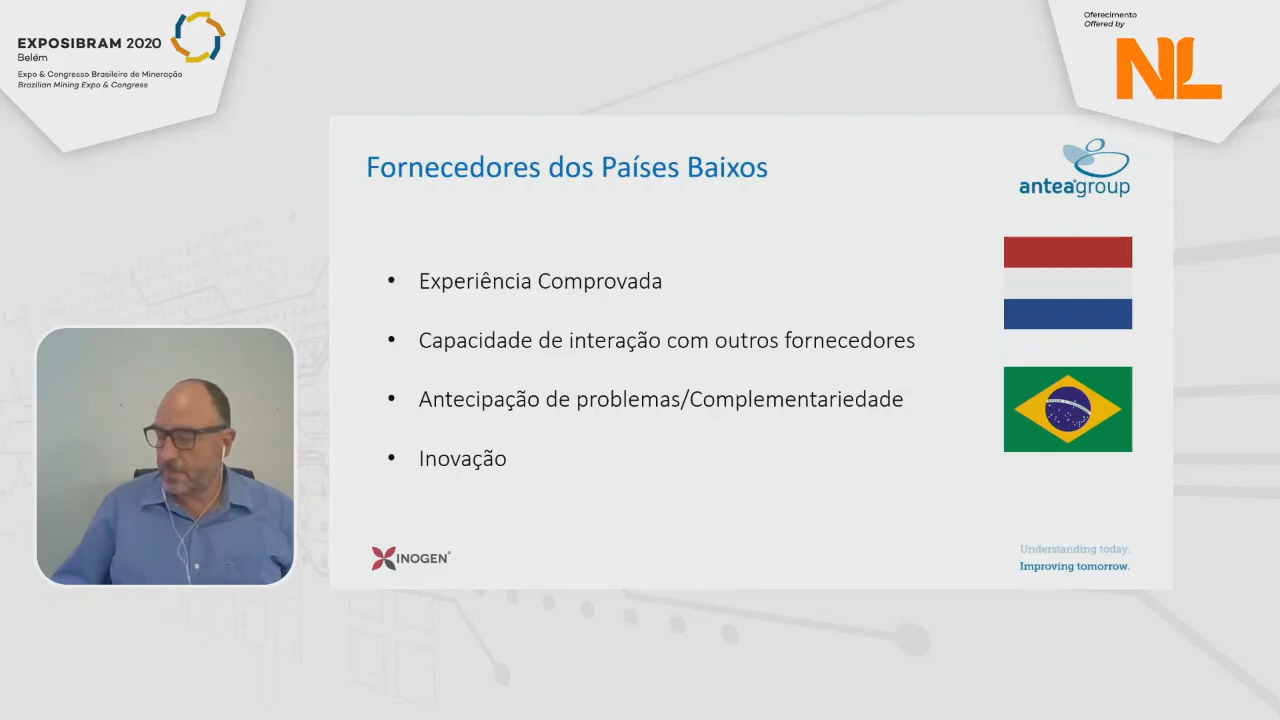 EXPOSIBRAM 2020
Belém
Expo & Congresso Brasileiro de Mineração
Brazilian Mining Expo & Congress
Oferecimento
Offered by
NL
Fornecedores dos Países Baixos
anteagroup
• Experiência Comprovada
• Capacidade de interação com outros fornecedores
• Antecipação de problemas/Complementariedade
• Inovação
INOGEN®
Understanding today.
Improving tomorrow.